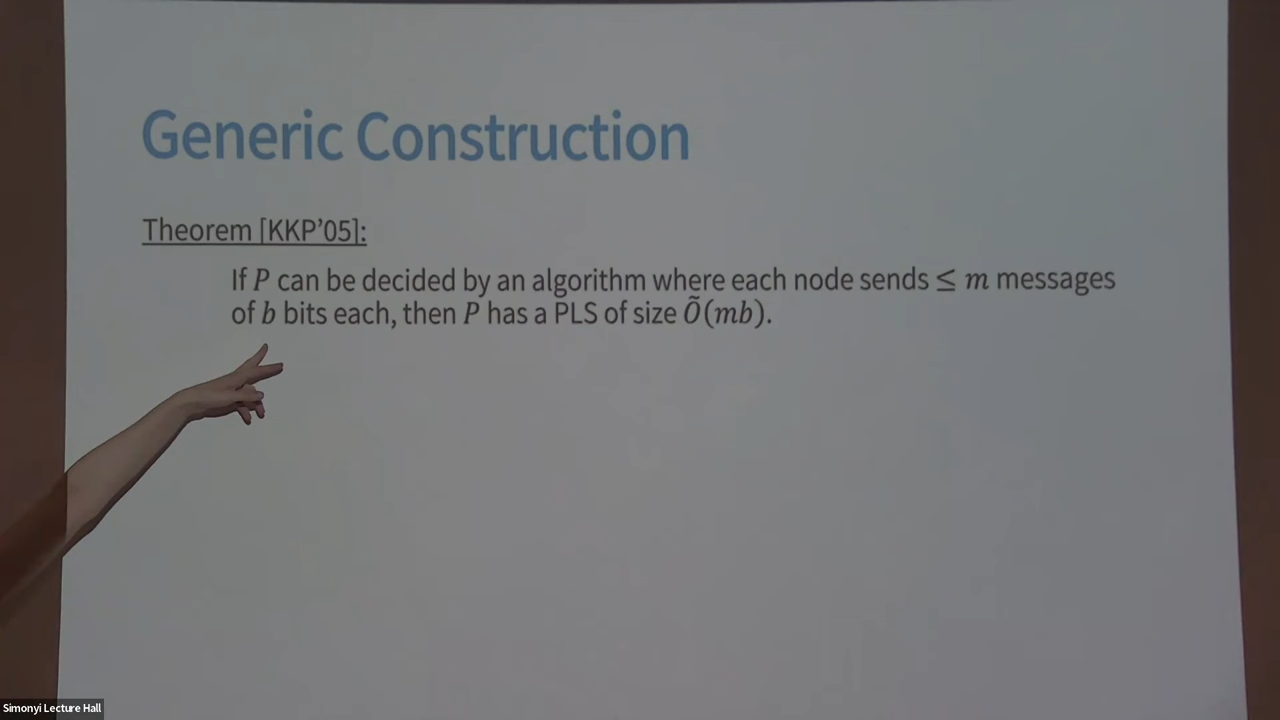 Generic Construction
Theorem [KKP’05]:
If P can be decided by an algorithm where each node sends ≤ m messages
of b bits each, then P has a PLS of size Õ(mb).
Simonyi Lecture Hall